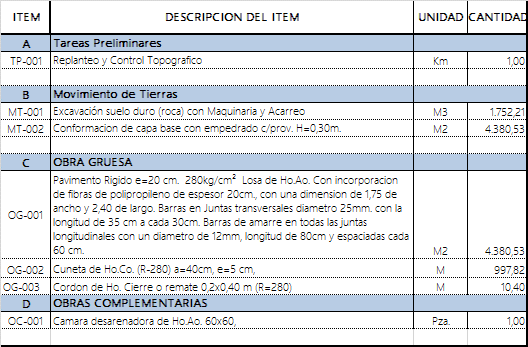 ITEM DESCRIPCION DEL ITEM UNIDAD CANTIDAD
A Tareas Preliminares
TP-001 Replanteo y Control Topografico Km 1,00
B Movimiento de Tierras
MT-001 Excavación suelo duro (roca) con Maquinaria y Acarreo M3 1.752,21
MT-002 Conformacion de capa base con empedrado c/prov. H=0,30m. M2 4.380,53
C OBRA GRUESA
OG-001 Pavimento Rigido e=20 cm. 280kg/cm² Losa de Ho.Ao. Con incorporacion
de fibras de polipropileno de espesor 20cm., con una dimension de 1,75 de
ancho y 2,40 de largo. Barras en Juntas transversales diametro 25mm. con la
longitud de 35 cm a cada 30cm. Barras de amarre en todas las juntas
longitudinales con un diametro de 12mm, longitud de 80cm y espaciadas cada
60 cm. M2 4.380,53
OG-002 Cuneta de Ho.Co. (R-280) a=40cm, e=5 cm, M 997,82
OG-003 Cordon de Ho. Cierre o remate 0,2x0,40 m (R=280) M 10,40
D OBRAS COMPLEMENTARIAS
OC-001 Camara desarenadora de Ho.Ao. 60x60, Pza. 1,00